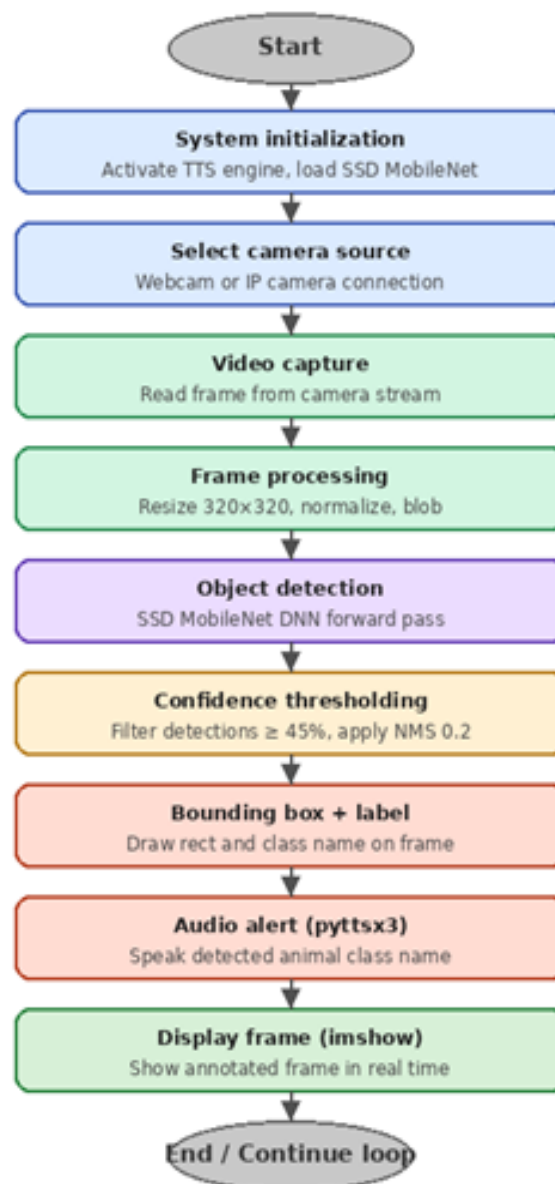 Start
System initialization
Activate TTS engine, load SSD MobileNet
Select camera source
Webcam or IP camera connection
Video capture
Read frame from camera stream
Frame processing
Resize 320×320, normalize, blob
Object detection
SSD MobileNet DNN forward pass
Confidence thresholding
Filter detections ≥ 45%, apply NMS 0.2
Bounding box + label
Draw rect and class name on frame
Audio alert (pyttsx3)
Speak detected animal class name
Display frame (imshow)
Show annotated frame in real time
End / Continue loop